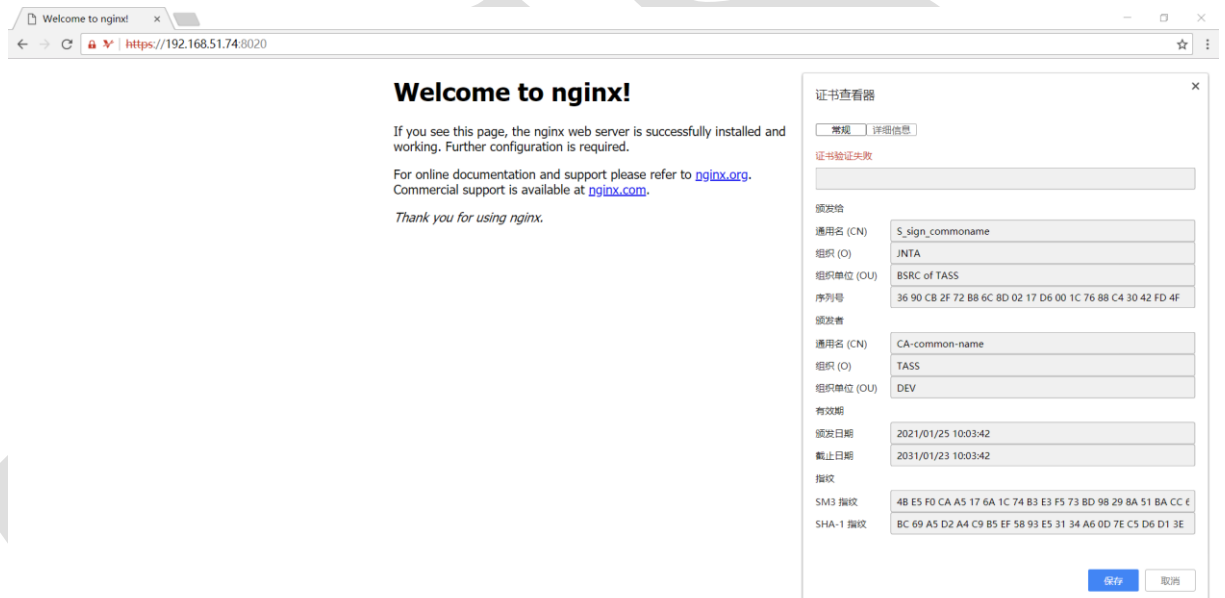 Welcome to nginx!
https://192.168.51.74:8020
Welcome to nginx!
If you see this page, the nginx web server is successfully installed and
working. Further configuration is required.
For online documentation and support please refer to nginx.org.
Commercial support is available at nginx.com.
Thank you for using nginx.
证书查看器
常规 详细信息
证书验证失败
颁发给
通用名 (CN) S_sign_commoname
组织 (O) JNTA
组织单位 (OU) BSRC of TASS
序列号 36 90 CB 2F 72 B8 6C 8D 02 17 D6 00 1C 76 88 C4 30 42 FD 4F
颁发者
通用名 (CN) CA-common-name
组织 (O) TASS
组织单位 (OU) DEV
有效期
颁发日期 2021/01/25 10:03:42
截止日期 2031/01/23 10:03:42
指纹
SM3 指纹 4B E5 F0 CA A5 17 6A 1C 74 B3 E3 F5 73 BD 98 29 8A 51 BA CC
SHA-1 指纹 BC 69 A5 D2 A4 C9 B5 EF 58 93 E5 31 34 A6 0D 7E C5 D6 D1 3E
保存 取消